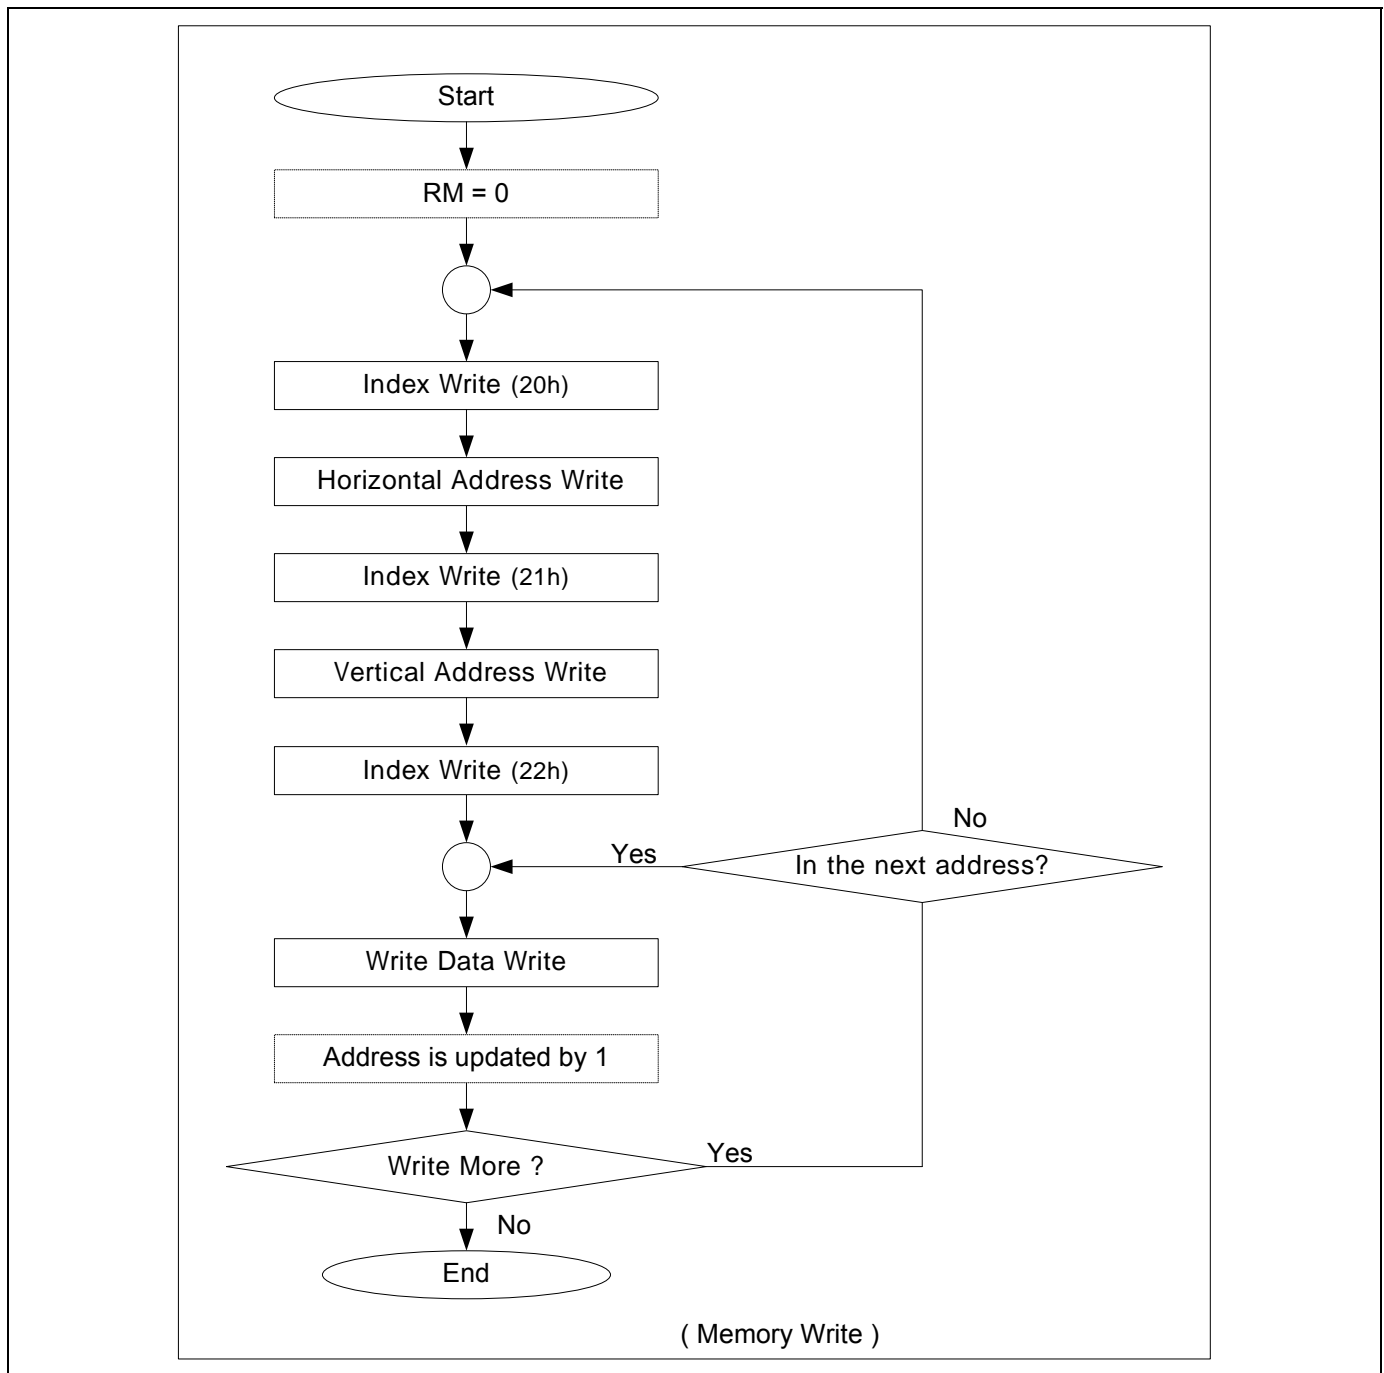 Start
RM = 0
Index Write (20h)
Horizontal Address Write
Index Write (21h)
Vertical Address Write
Index Write (22h)
No
Yes
In the next address?
Write Data Write
Address is updated by 1
Write More ?
Yes
No
End
( Memory Write )